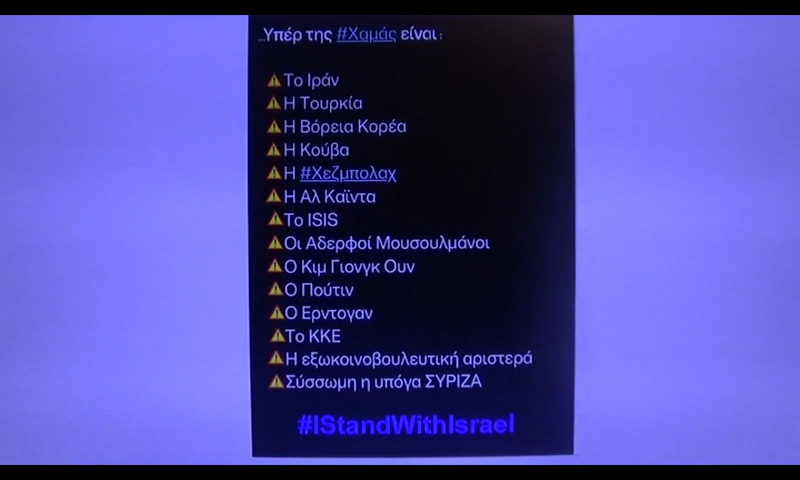 ...Υπέρ της #Χαμάς είναι :
Το Ιράν
Η Τουρκία
Η Βόρεια Κορέα
Η Κούβα
Η #Χεζμπολαχ
Η Αλ Καϊντα
Το ISIS
Οι Αδερφοί Μουσουλμάνοι
Ο Κιμ Γιονγκ Ουν
Ο Πούτιν
Ο Ερντογαν
Το ΚΚΕ
Η εξωκοινοβουλευτική αριστερά
Σύσσωμη η υπόγα ΣΥΡΙΖΑ
#IStandWithIsrael